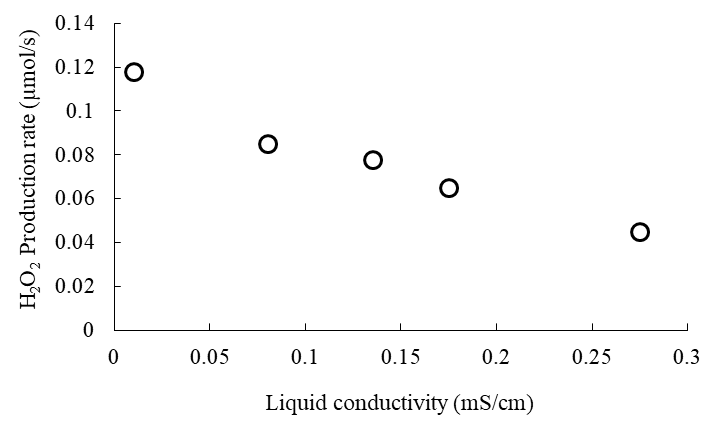 H₂O₂ Production rate (µmol/s)
0.14
0.12
0.1
0.08
0.06
0.04
0.02
0
0 0.05 0.1 0.15 0.2 0.25 0.3
Liquid conductivity (mS/cm)